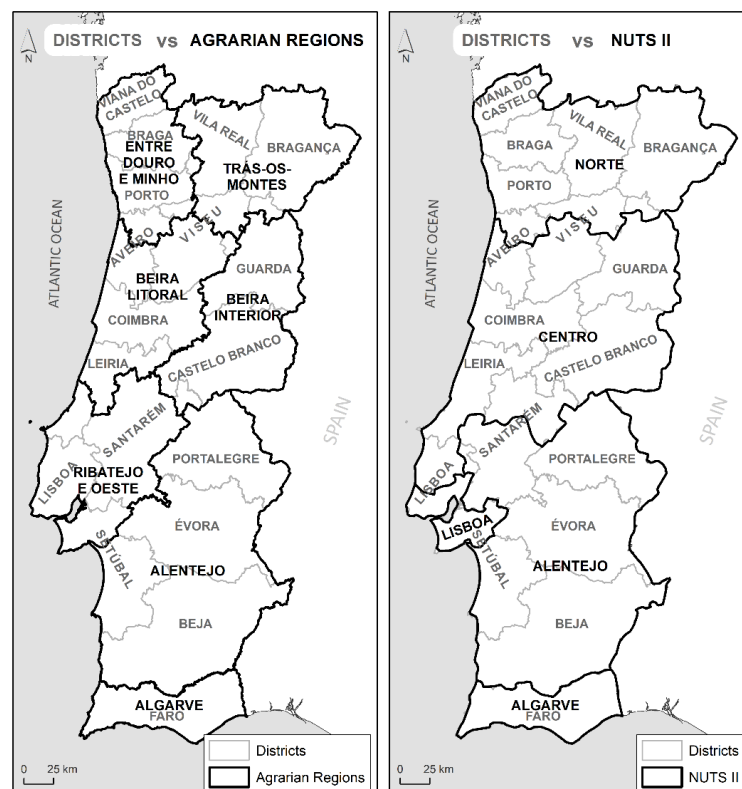 DISTRICTS vs AGRARIAN REGIONS
N
VIANA DO
CASTELO
BRAGA
VILA REAL
BRAGANÇA
ENTRE
DOURO
E MINHO
TRÁS-OS-
MONTES
PORTO
AVEIRO
VISEU
ATLANTIC OCEAN
GUARDA
BEIRA
LITORAL
BEIRA
INTERIOR
COIMBRA
LEIRIA
CASTELO BRANCO
SANTARÉM
SPAIN
PORTALEGRE
LISBOA
RIBATEJO
E OESTE
ÉVORA
SETÚBAL
ALENTEJO
BEJA
ALGARVE
FARO
Districts
Agrarian Regions
0 25 km
DISTRICTS vs NUTS II
N
VIANA DO
CASTELO
BRAGA
VILA REAL
BRAGANÇA
NORTE
PORTO
AVEIRO
VISEU
ATLANTIC OCEAN
GUARDA
COIMBRA
CENTRO
LEIRIA
CASTELO BRANCO
SANTARÉM
SPAIN
PORTALEGRE
LISBOA
LISBOA
ÉVORA
SETÚBAL
ALENTEJO
BEJA
ALGARVE
FARO
Districts
NUTS II
0 25 km